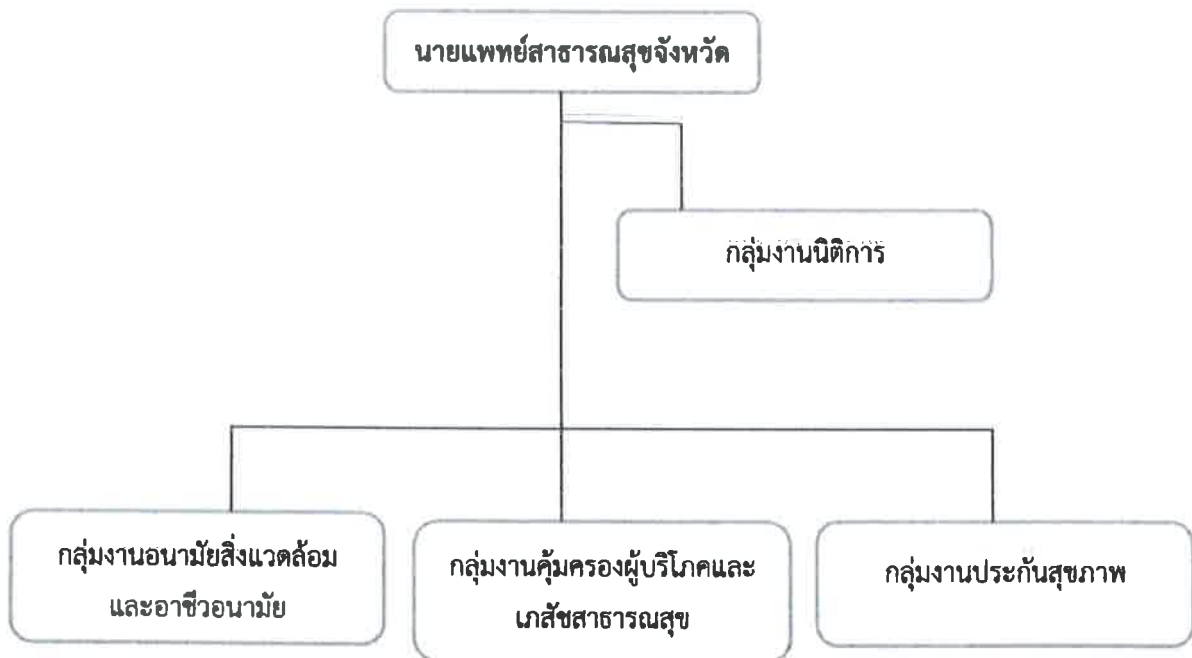 นายแพทย์สาธารณสุขจังหวัด
กลุ่มงานนิติการ
กลุ่มงานอนามัยสิ่งแวดล้อม
และอาชีวอนามัย
กลุ่มงานคุ้มครองผู้บริโภคและ
เภสัชสาธารณสุข
กลุ่มงานประกันสุขภาพ